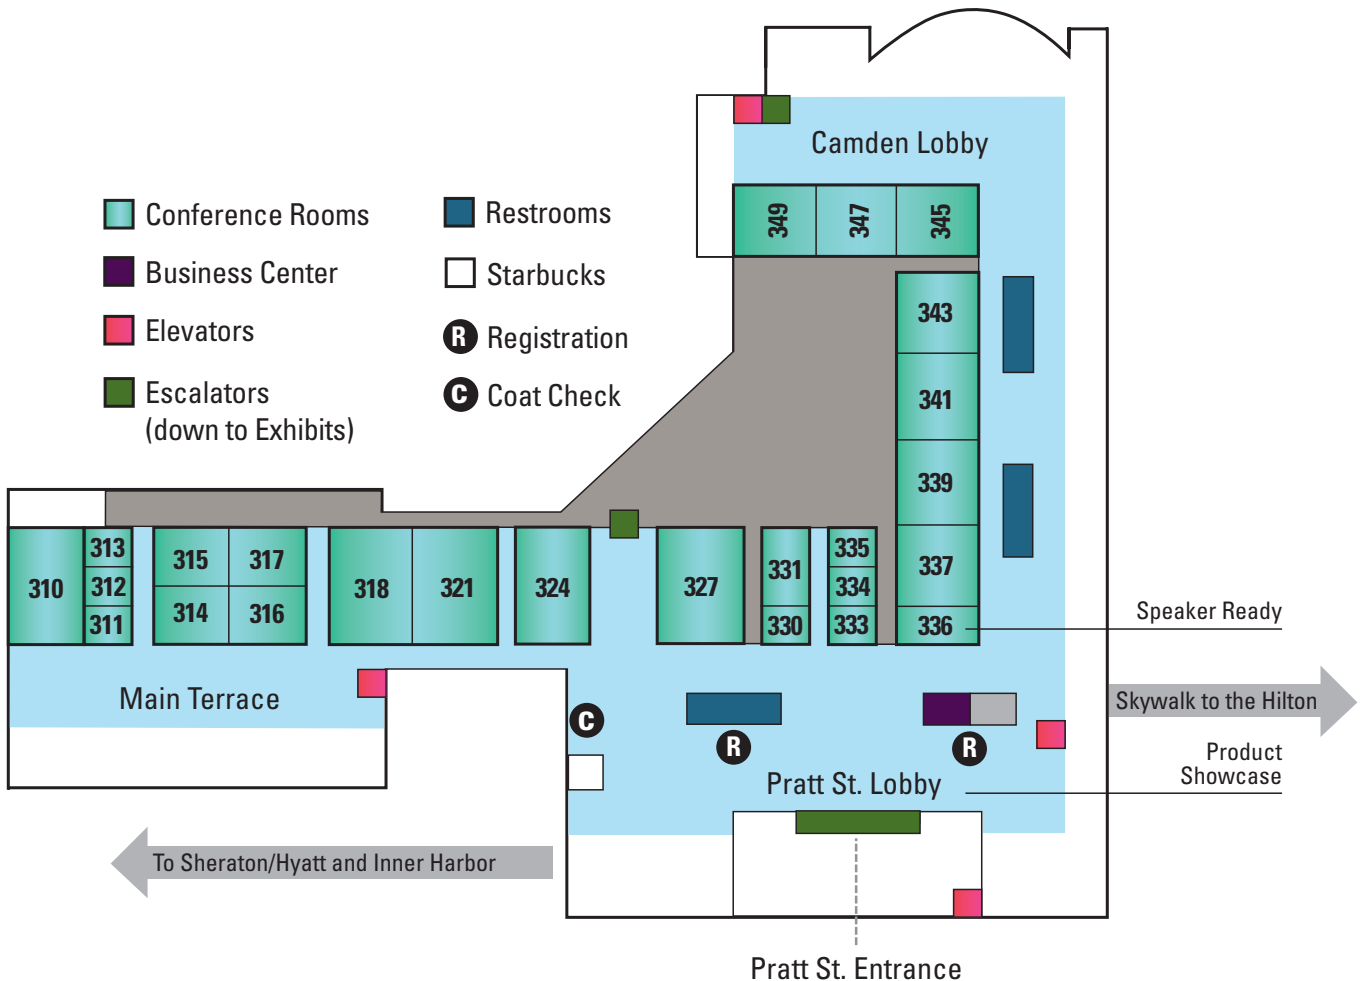 Camden Lobby
Conference Rooms
Business Center
Elevators
Escalators
(down to Exhibits)
Restrooms
Starbucks
R Registration
C Coat Check
349
347
345
343
341
339
337
336
313
312
311
310
315
317
314
316
318
321
324
327
331
330
335
334
333
Speaker Ready
Main Terrace
Skywalk to the Hilton
C
R
R
Product
Showcase
Pratt St. Lobby
To Sheraton/Hyatt and Inner Harbor
Pratt St. Entrance